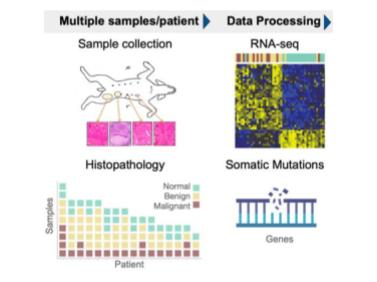 Multiple samples/patient
Data Processing
Sample collection
RNA-seq
Histopathology
Somatic Mutations
Normal
Benign
Malignant
Samples
Patient
Genes